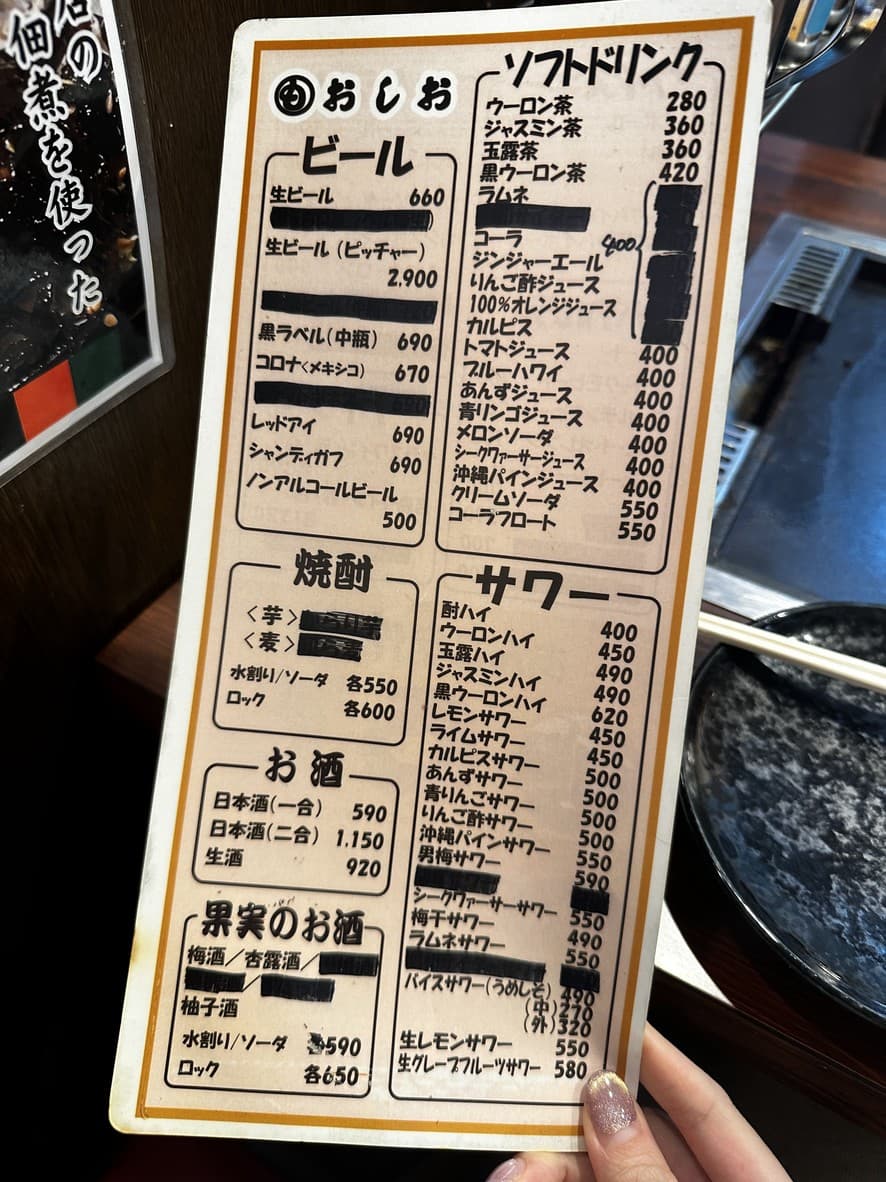 の
佃煮を使った
も おしお
ビール
生ビール 660
生ビール(ピッチャー)
2,900
黒ラベル(中瓶) 690
コロナ<メキシコ> 670
レッドアイ 690
シャンディガフ 690
ノンアルコールビール
500
焼酎
<芋>
<麦>
水割り/ソーダ 各550
ロック 各600
お酒
日本酒(一合) 590
日本酒(二合) 1,150
生酒 920
果実のお酒
梅酒/杏露酒/
/
柚子酒
水割り/ソーダ 各590
ロック 各650
ソフトドリンク
ウーロン茶 280
ジャスミン茶 360
玉露茶 360
黒ウーロン茶 420
ラムネ
コーラ 400
ジンジャーエール
りんご酢ジュース
100%オレンジジュース
カルピス
トマトジュース 400
ブルーハワイ 400
あんずジュース 400
青リンゴジュース 400
メロンソーダ 400
シークヮーサージュース 400
沖縄パインジュース 400
クリームソーダ 550
コーラフロート 550
サワー
酎ハイ 400
ウーロンハイ 450
玉露ハイ 490
ジャスミンハイ 490
黒ウーロンハイ 620
レモンサワー 450
ライムサワー 450
カルピスサワー 500
あんずサワー 500
青りんごサワー 500
りんご酢サワー 500
沖縄パインサワー 550
男梅サワー 590
シークヮーサーサワー 550
梅干サワー 490
ラムネサワー 550
バイスサワー(うめしそ) 490
(中)270
(外)320
生レモンサワー 550
生グレープフルーツサワー 580